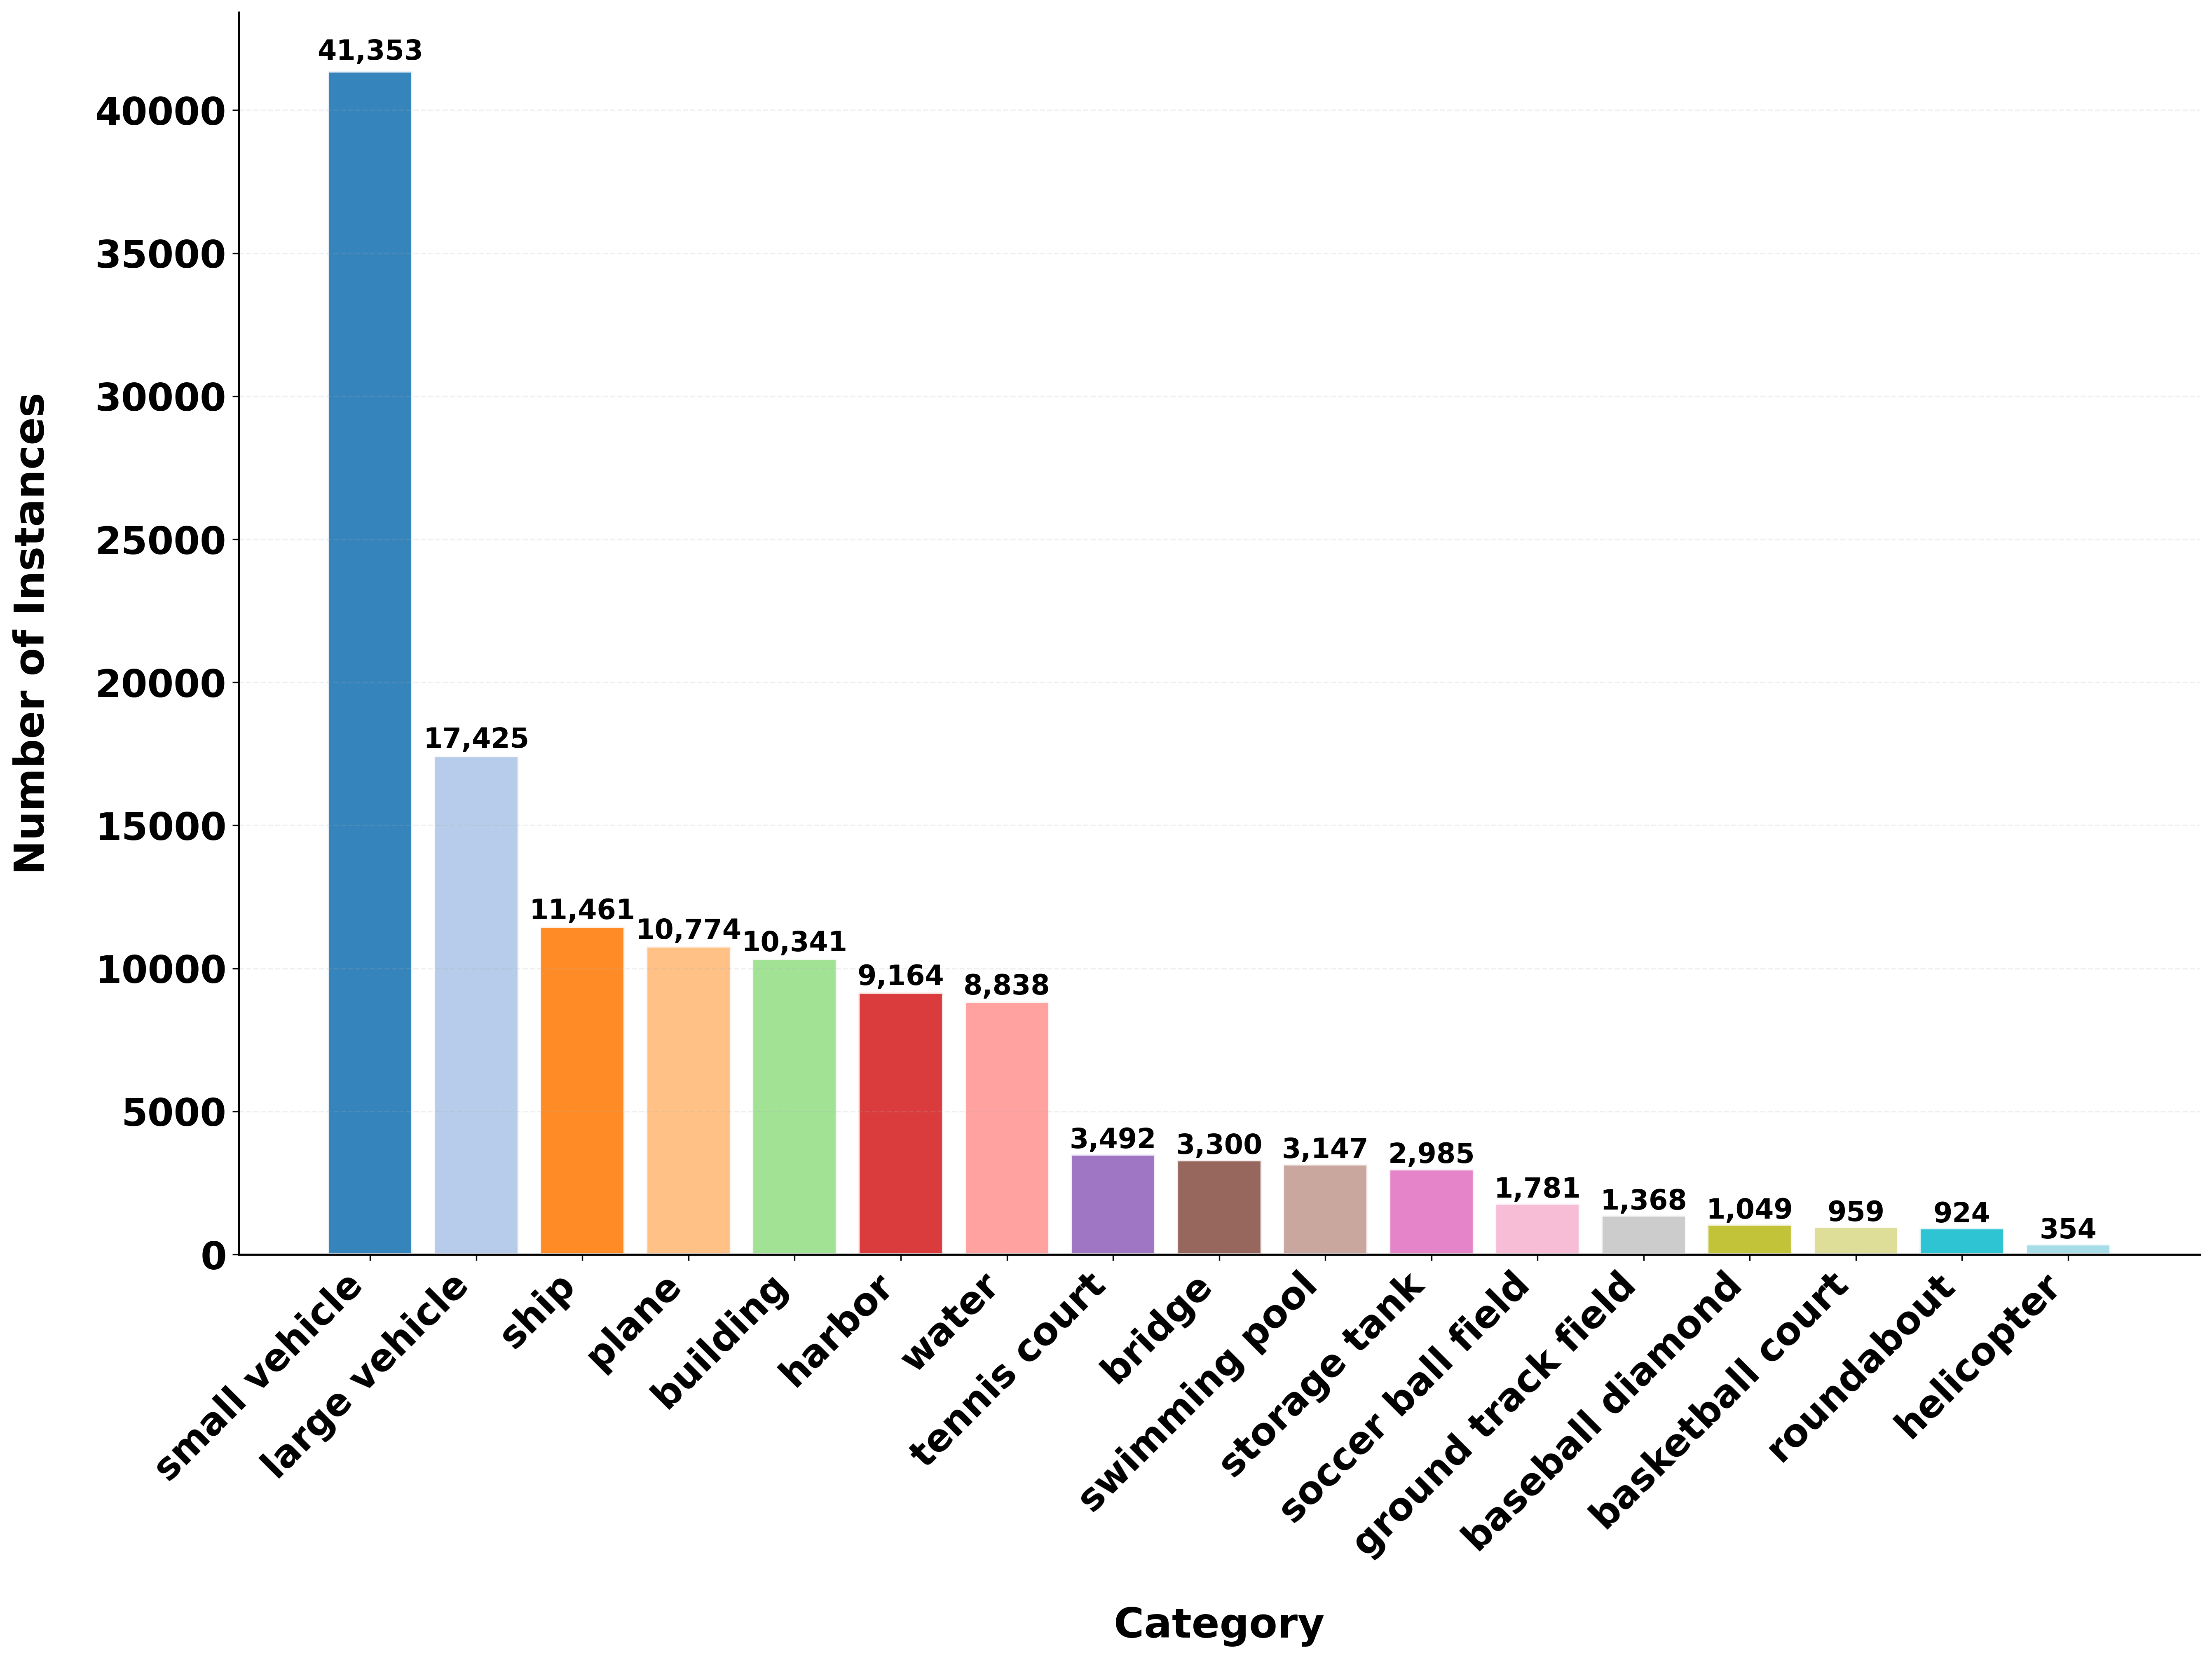 Number of Instances
40000
35000
30000
25000
20000
15000
10000
5000
0
41,353
17,425
11,461
10,774
10,341
9,164
8,838
3,492
3,300
3,147
2,985
1,781
1,368
1,049
959
924
354
small vehicle
large vehicle
ship
plane
building
harbor
water
tennis court
bridge
swimming pool
storage tank
soccer ball field
ground track field
baseball diamond
basketball court
roundabout
helicopter
Category